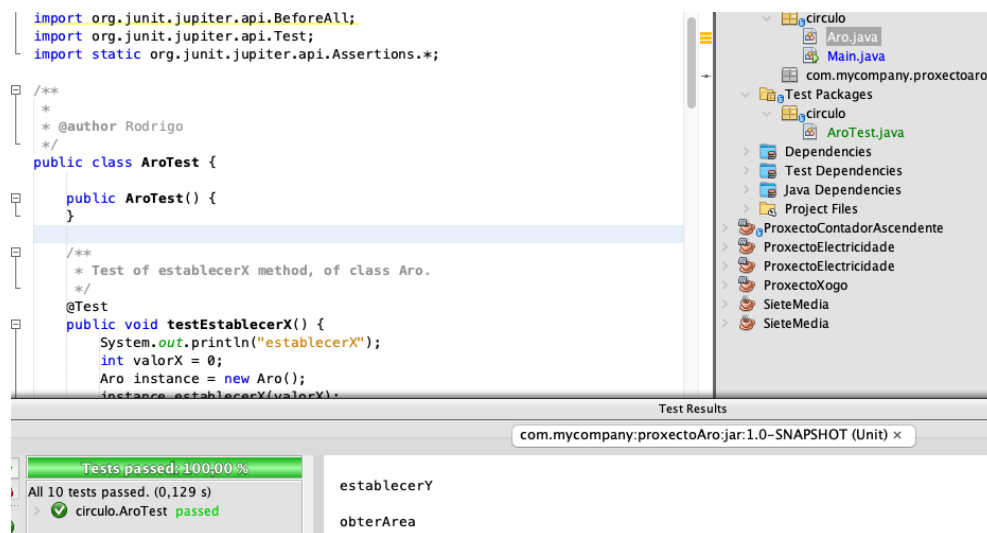 import org.junit.jupiter.api.BeforeAll;
import org.junit.jupiter.api.Test;
import static org.junit.jupiter.api.Assertions.*;
/**
*
* @author Rodrigo
*/
public class AroTest {
public AroTest() {
}
/**
* Test of establecerX method, of class Aro.
*/
@Test
public void testEstablecerX() {
System.out.println("establecerX");
int valorX = 0;
Aro instance = new Aro();
instance.establecerX(valorX);
circulo
Aro.java
Main.java
com.mycompany.proxectoaro
Test Packages
circulo
AroTest.java
Dependencies
Test Dependencies
Java Dependencies
Project Files
ProxectoContadorAscendente
ProxectoElectricidade
ProxectoElectricidade
ProxectoXogo
SieteMedia
SieteMedia
Test Results
com.mycompany:proxectoAro:jar:1.0-SNAPSHOT (Unit) ×
Tests passed: 100,00 %
All 10 tests passed. (0,129 s)
circulo.AroTest passed
establecerY
obterArea